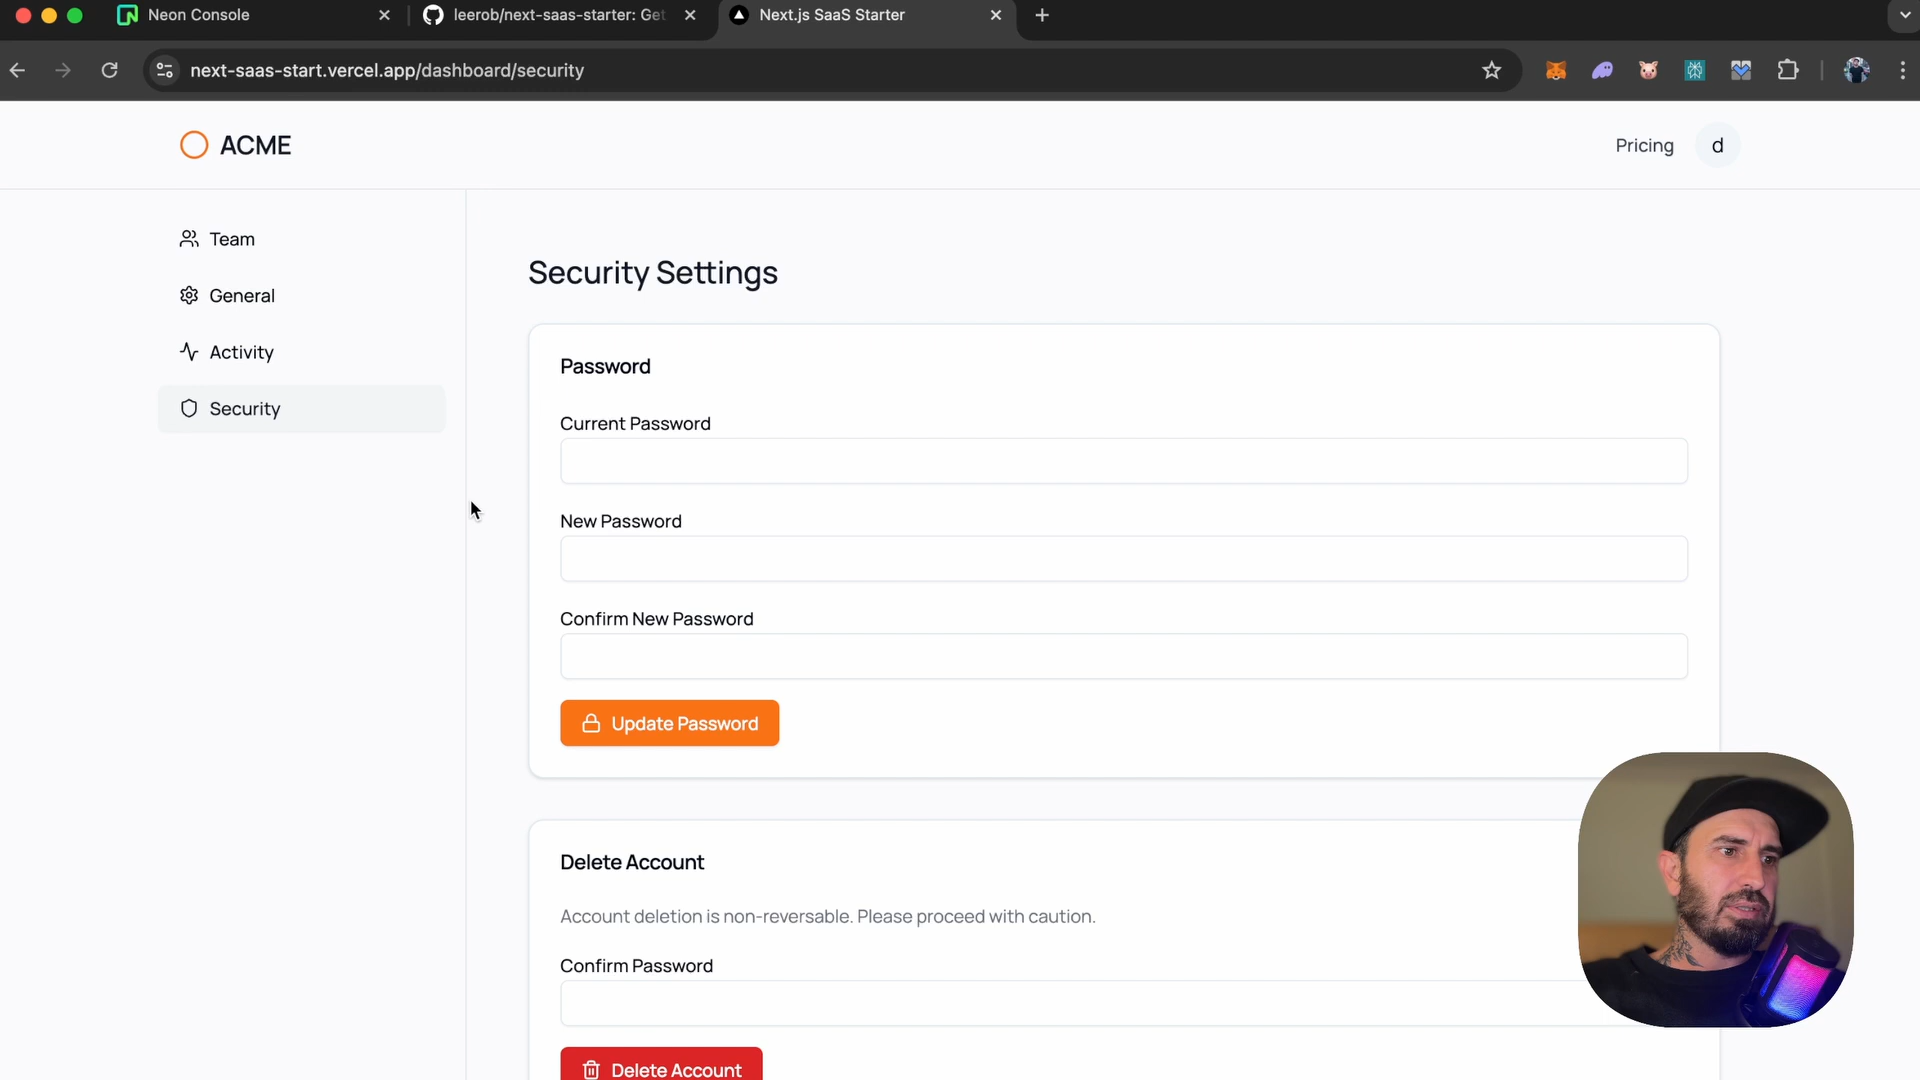 Neon Console
leerob/next-saas-starter: Get
Next.js SaaS Starter
next-saas-start.vercel.app/dashboard/security
ACME
Pricing
d
Team
General
Activity
Security
Security Settings
Password
Current Password
New Password
Confirm New Password
Update Password
Delete Account
Account deletion is non-reversable. Please proceed with caution.
Confirm Password
Delete Account